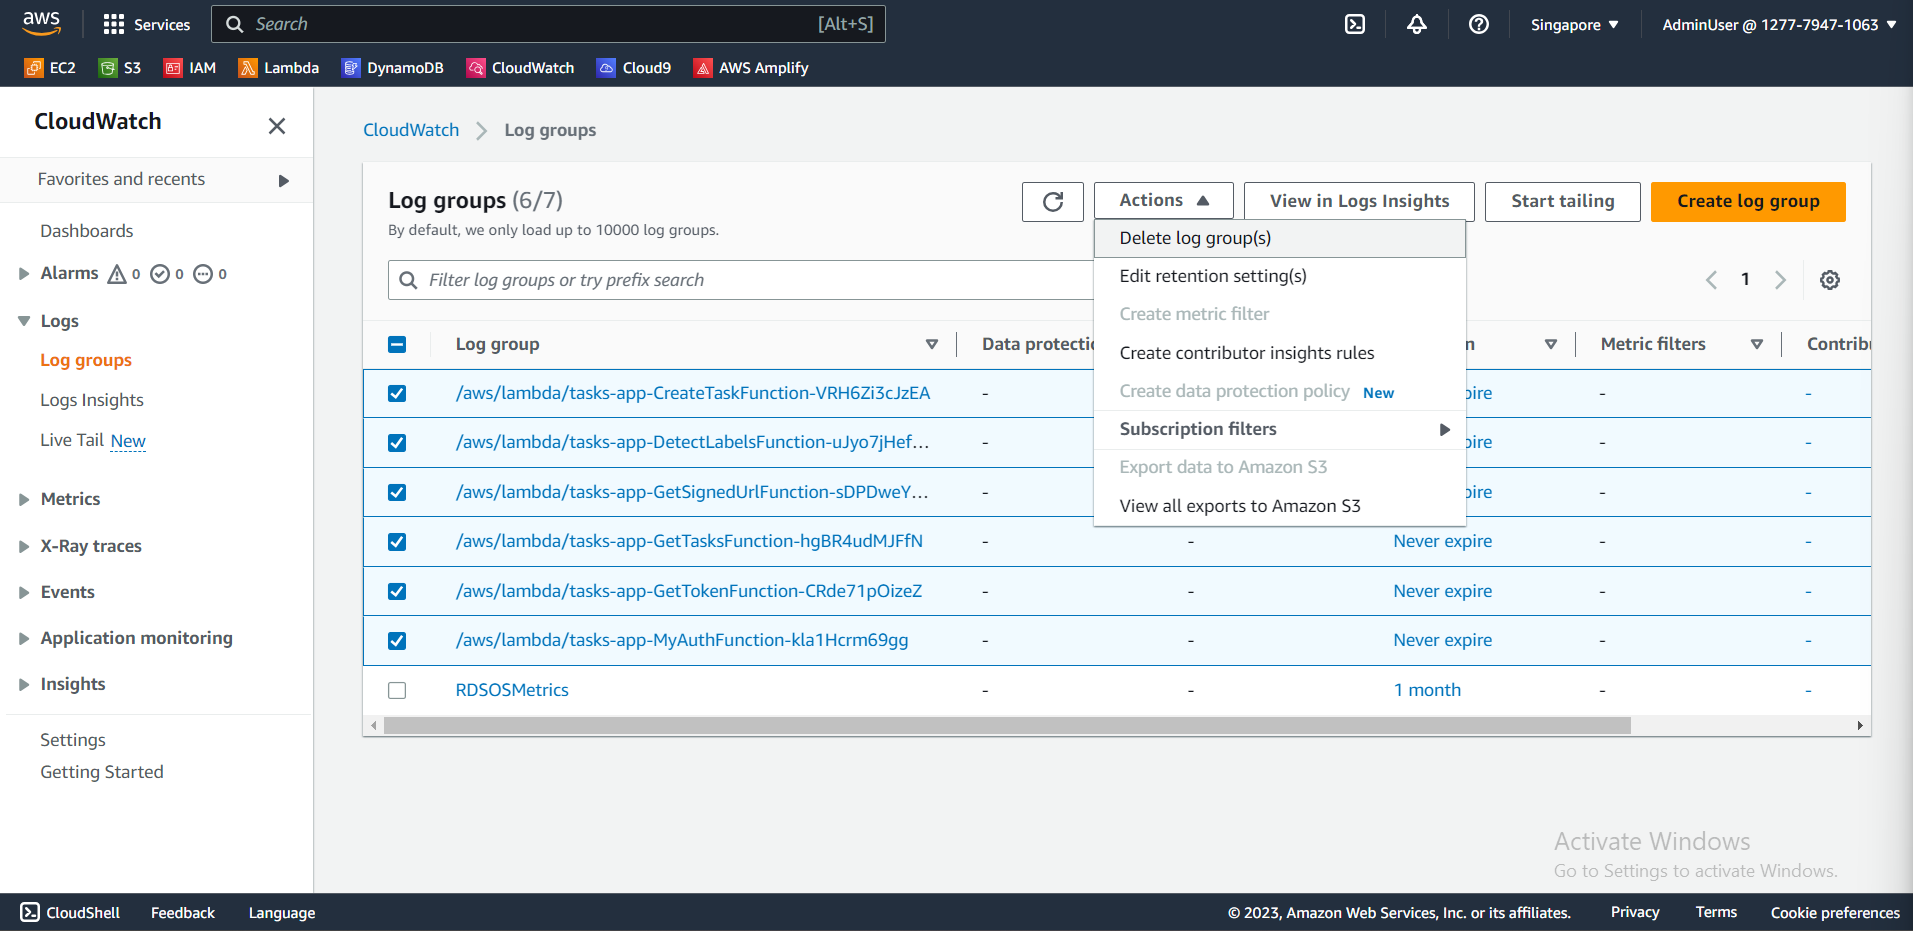 aws
Services
Search
[Alt+S]
Singapore
AdminUser @ 1277-7947-1063
EC2
S3
IAM
Lambda
DynamoDB
CloudWatch
Cloud9
AWS Amplify
CloudWatch
Favorites and recents
Dashboards
Alarms 0 0 0
Logs
Log groups
Logs Insights
Live Tail New
Metrics
X-Ray traces
Events
Application monitoring
Insights
Settings
Getting Started
CloudWatch
Log groups
Log groups (6/7)
By default, we only load up to 10000 log groups.
Actions
View in Logs Insights
Start tailing
Create log group
Filter log groups or try prefix search
1
Delete log group(s)
Edit retention setting(s)
Create metric filter
Create contributor insights rules
Create data protection policy New
Subscription filters
Export data to Amazon S3
View all exports to Amazon S3
Log group
Data protectio
n
Metric filters
Contribu
/aws/lambda/tasks-app-CreateTaskFunction-VRH6Zi3cJzEA - pire - -
/aws/lambda/tasks-app-DetectLabelsFunction-uJyo7jHef... - pire - -
/aws/lambda/tasks-app-GetSignedUrlFunction-sDPDweY... - pire - -
/aws/lambda/tasks-app-GetTasksFunction-hgBR4udMJFfN - - Never expire - -
/aws/lambda/tasks-app-GetTokenFunction-CRde71pOizeZ - - Never expire - -
/aws/lambda/tasks-app-MyAuthFunction-kla1Hcrm69gg - - Never expire - -
RDSOSMetrics - - 1 month - -
Activate Windows
Go to Settings to activate Windows.
CloudShell
Feedback
Language
© 2023, Amazon Web Services, Inc. or its affiliates.
Privacy
Terms
Cookie preferences